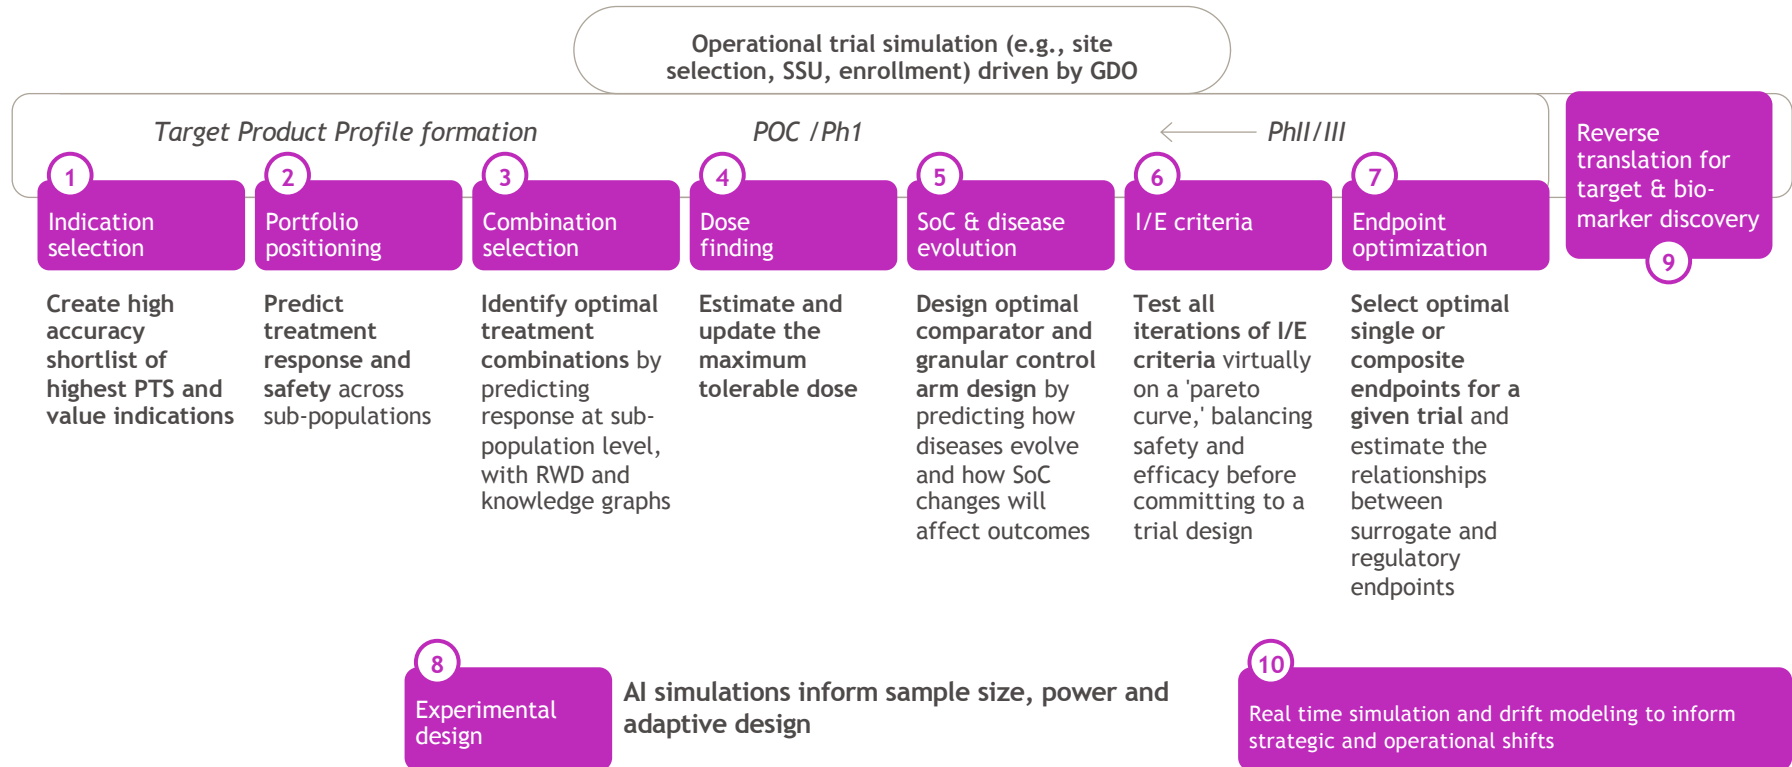 Operational trial simulation (e.g., site
selection, SSU, enrollment) driven by GDO
Target Product Profile formation
POC /Ph1
PhII/III
1
Indication
selection
Create high
accuracy
shortlist of
highest PTS and
value indications
2
Portfolio
positioning
Predict
treatment
response and
safety across
sub-populations
3
Combination
selection
Identify optimal
treatment
combinations by
predicting
response at sub-
population level,
with RWD and
knowledge graphs
4
Dose
finding
Estimate and
update the
maximum
tolerable dose
5
SoC & disease
evolution
Design optimal
comparator and
granular control
arm design by
predicting how
diseases evolve
and how SoC
changes will
affect outcomes
6
I/E criteria
Test all
iterations of I/E
criteria virtually
on a 'pareto
curve,' balancing
safety and
efficacy before
committing to a
trial design
7
Endpoint
optimization
Select optimal
single or
composite
endpoints for a
given trial and
estimate the
relationships
between
surrogate and
regulatory
endpoints
Reverse
translation for
target & bio-
marker discovery
9
8
Experimental
design
AI simulations inform sample size, power and
adaptive design
10
Real time simulation and drift modeling to inform
strategic and operational shifts